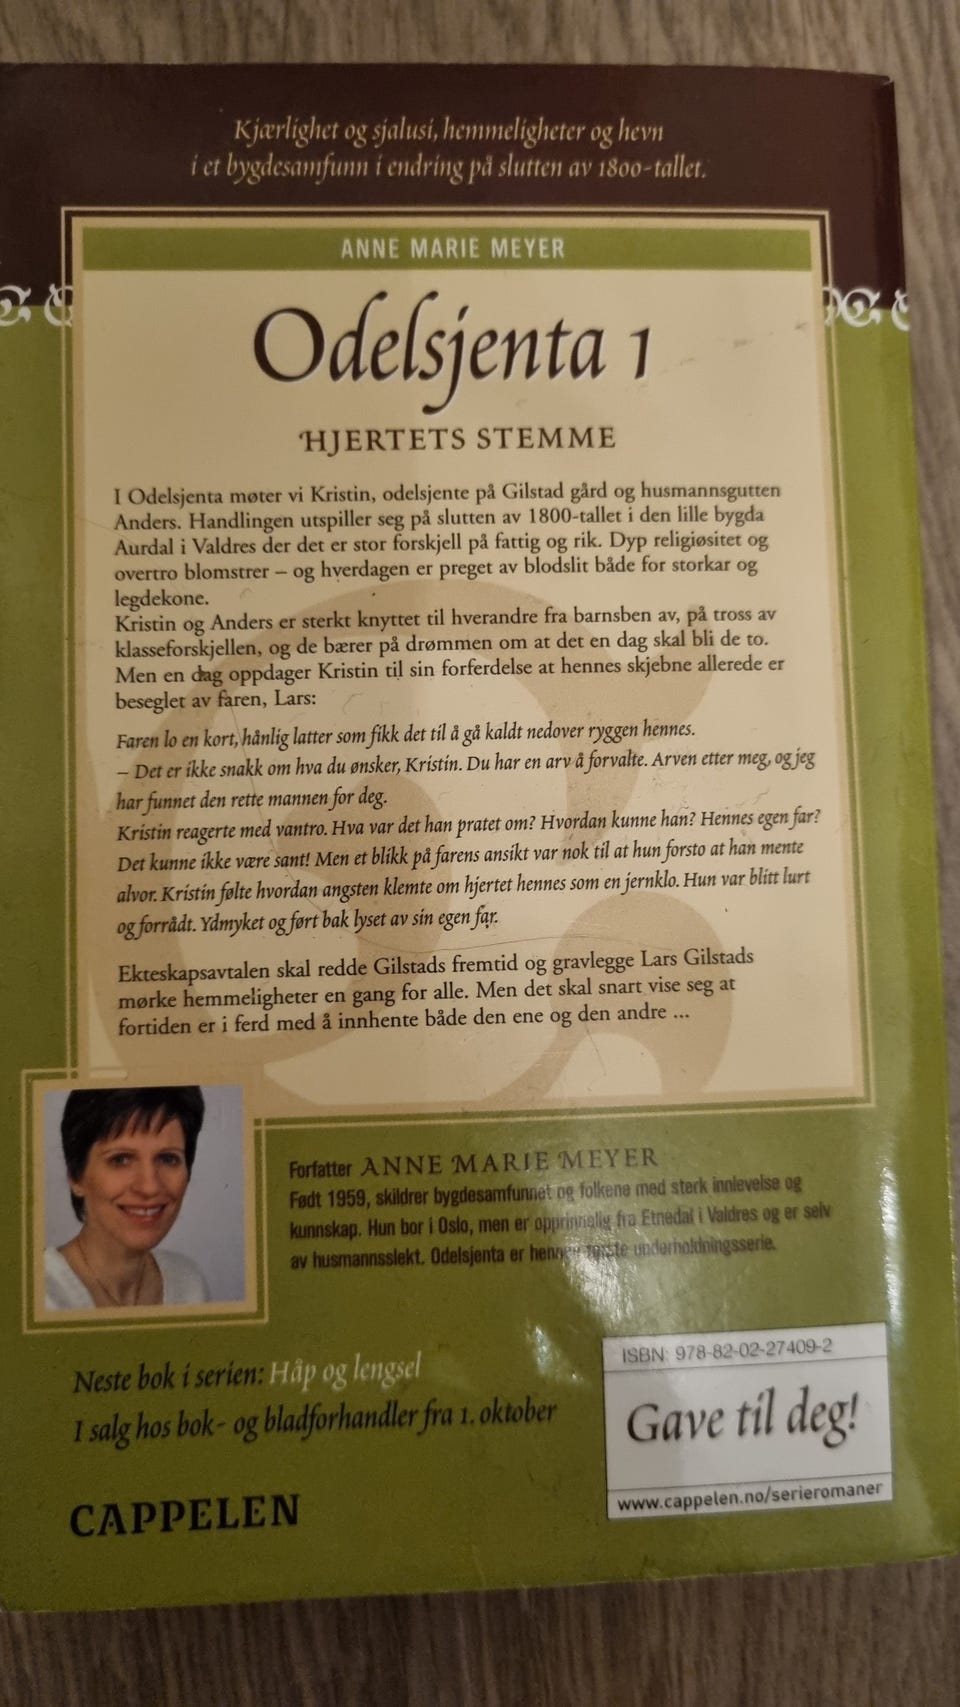 Kjærlighet og sjalusi, hemmeligheter og hevn
i et bygdesamfunn i endring på slutten av 1800-tallet.
ANNE MARIE MEYER
Odelsjenta 1
HJERTETS STEMME
I Odelsjenta møter vi Kristin, odelsjente på Gilstad gård og husmannsgutten
Anders. Handlingen utspiller seg på slutten av 1800-tallet i den lille bygda
Aurdal i Valdres der det er stor forskjell på fattig og rik. Dyp religiøsitet og
overtro blomstrer – og hverdagen er preget av blodslit både for storkar og
legdekone.
Kristin og Anders er sterkt knyttet til hverandre fra barnsben av, på tross av
klasseforskjellen, og de bærer på drømmen om at det en dag skal bli de to.
Men en dag oppdager Kristin til sin forferdelse at hennes skjebne allerede er
beseglet av faren, Lars:
Faren lo en kort, hånlig latter som fikk det til å gå kaldt nedover ryggen hennes.
– Det er ikke snakk om hva du ønsker, Kristin. Du har en arv å forvalte. Arven etter meg, og jeg
har funnet den rette mannen for deg.
Kristin reagerte med vantro. Hva var det han pratet om? Hvordan kunne han? Hennes egen far?
Det kunne ikke være sant! Men et blikk på farens ansikt var nok til at hun forsto at han mente
alvor. Kristin følte hvordan angsten klemte om hjertet hennes som en jernklo. Hun var blitt lurt
og forrådt. Ydmyket og ført bak lyset av sin egen far.
Ekteskapsavtalen skal redde Gilstads fremtid og gravlegge Lars Gilstads
mørke hemmeligheter en gang for alle. Men det skal snart vise seg at
fortiden er i ferd med å innhente både den ene og den andre ...
Forfatter ANNE MARIE MEYER
Født 1959, skildrer bygdesamfunnet og folkene med sterk innlevelse og
kunnskap. Hun bor i Oslo, men er opprinnelig fra Etnedal i Valdres og er selv
av husmannsslekt. Odelsjenta er hennes første underholdningsserie.
Neste bok i serien: Håp og lengsel
I salg hos bok- og bladforhandler fra 1. oktober
CAPPELEN
ISBN: 978-82-02-27409-2
Gave til deg!
www.cappelen.no/serieromaner